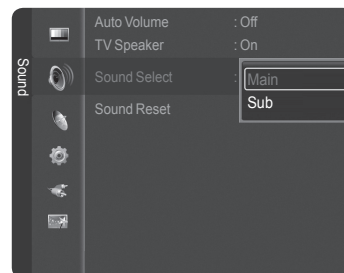 Sound
Auto Volume : Off
TV Speaker : On
Sound Select : Main
Sub
Sound Reset